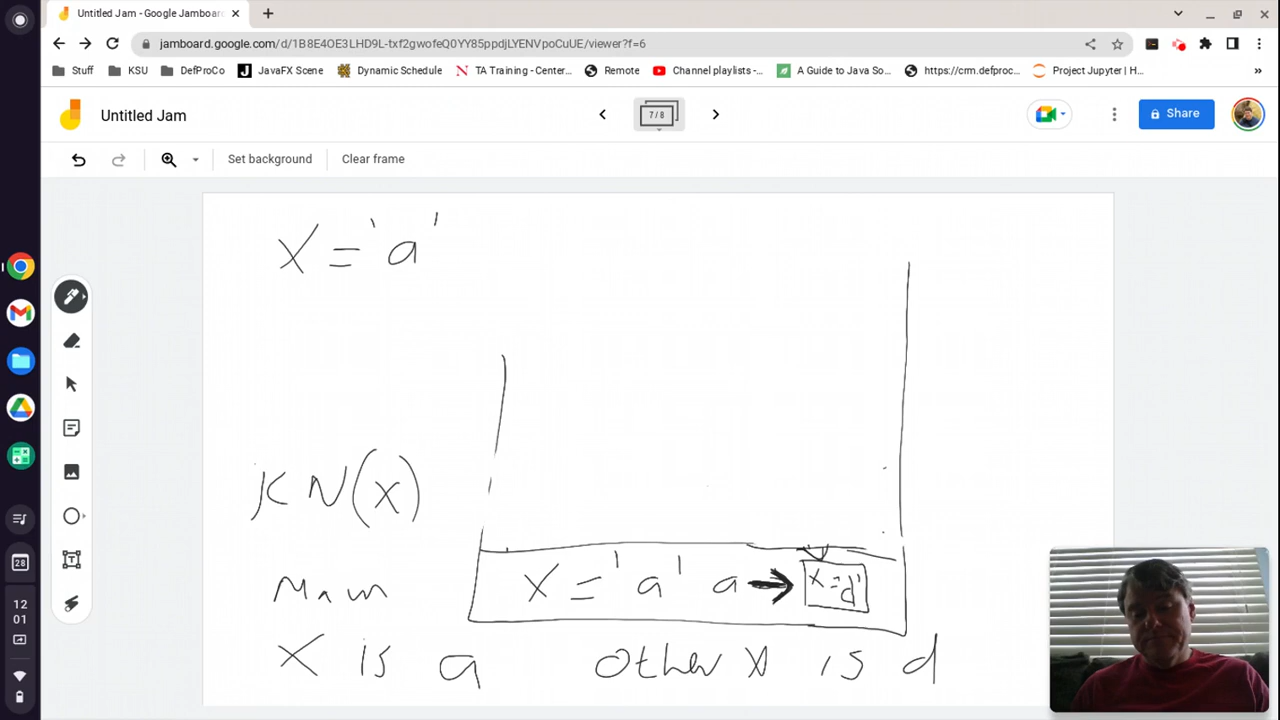 Untitled Jam - Google Jamboard
jamboard.google.com/d/1B8E4OE3LHD9L-txf2gwofeQ0YY85ppdjLYENVpoCuUE/viewer?f=6
Stuff KSU DefProCo JavaFX Scene Dynamic Schedule TA Training - Center... Remote Channel playlists -... A Guide to Java So... https://crm.defproc... Project Jupyter | H... »
Untitled Jam 7/8 Share
Set background Clear frame
x = 'a'
KN(x)
x = 'a' a → x = 'd'
Main
28
12
01
X is a other x is d